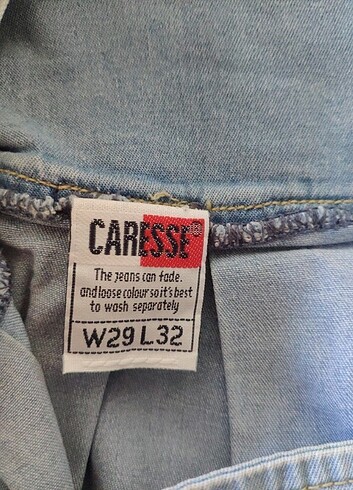 CARESSE®
The jeans can fade.
and loose colour so it's best
to wash separately
W29 L32